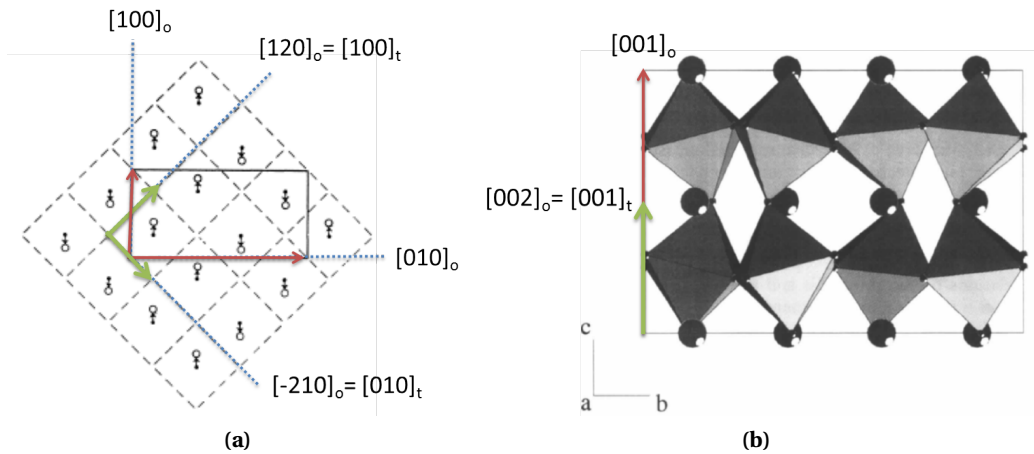 [100]ₒ
[120]ₒ= [100]ₜ
[010]ₒ
[-210]ₒ= [010]ₜ
(a)
[001]ₒ
[002]ₒ= [001]ₜ
c
a b
(b)